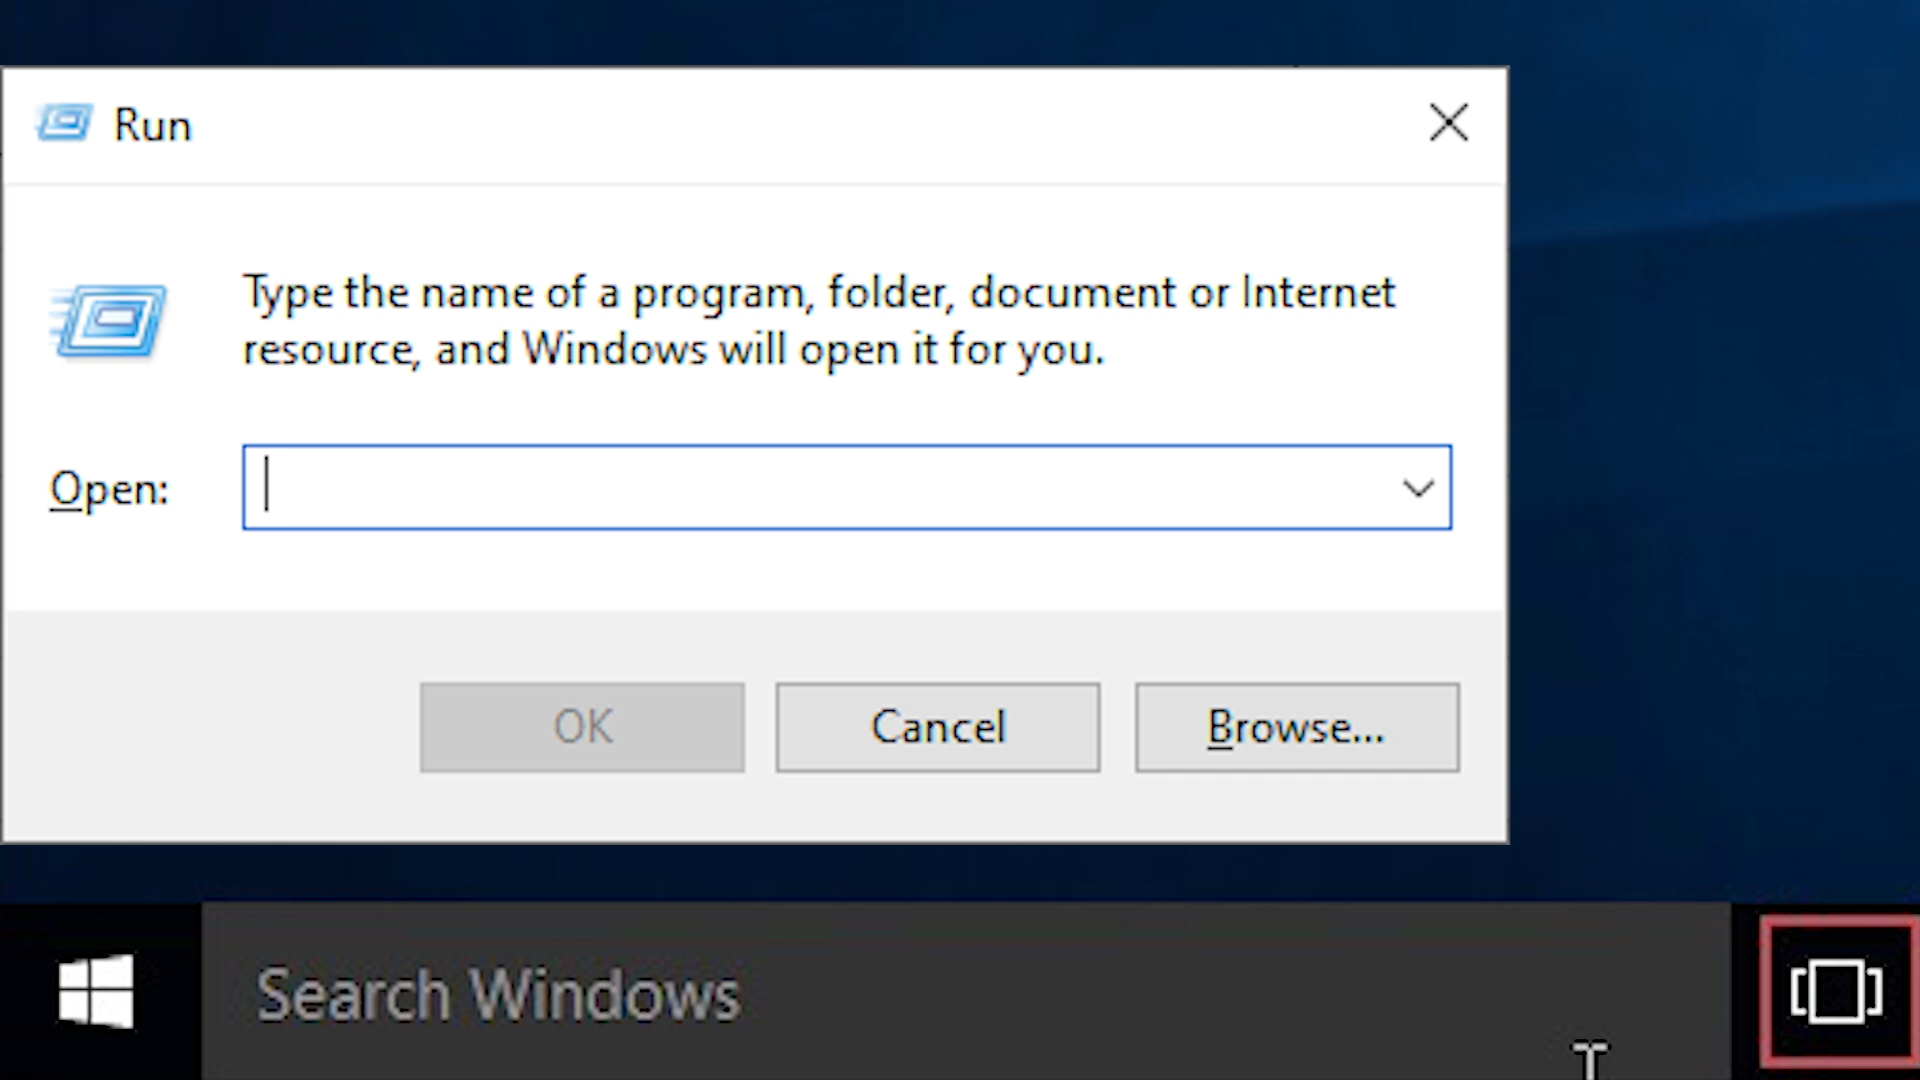 Run
Type the name of a program, folder, document or Internet
resource, and Windows will open it for you.
Open:
OK
Cancel
Browse...
Search Windows